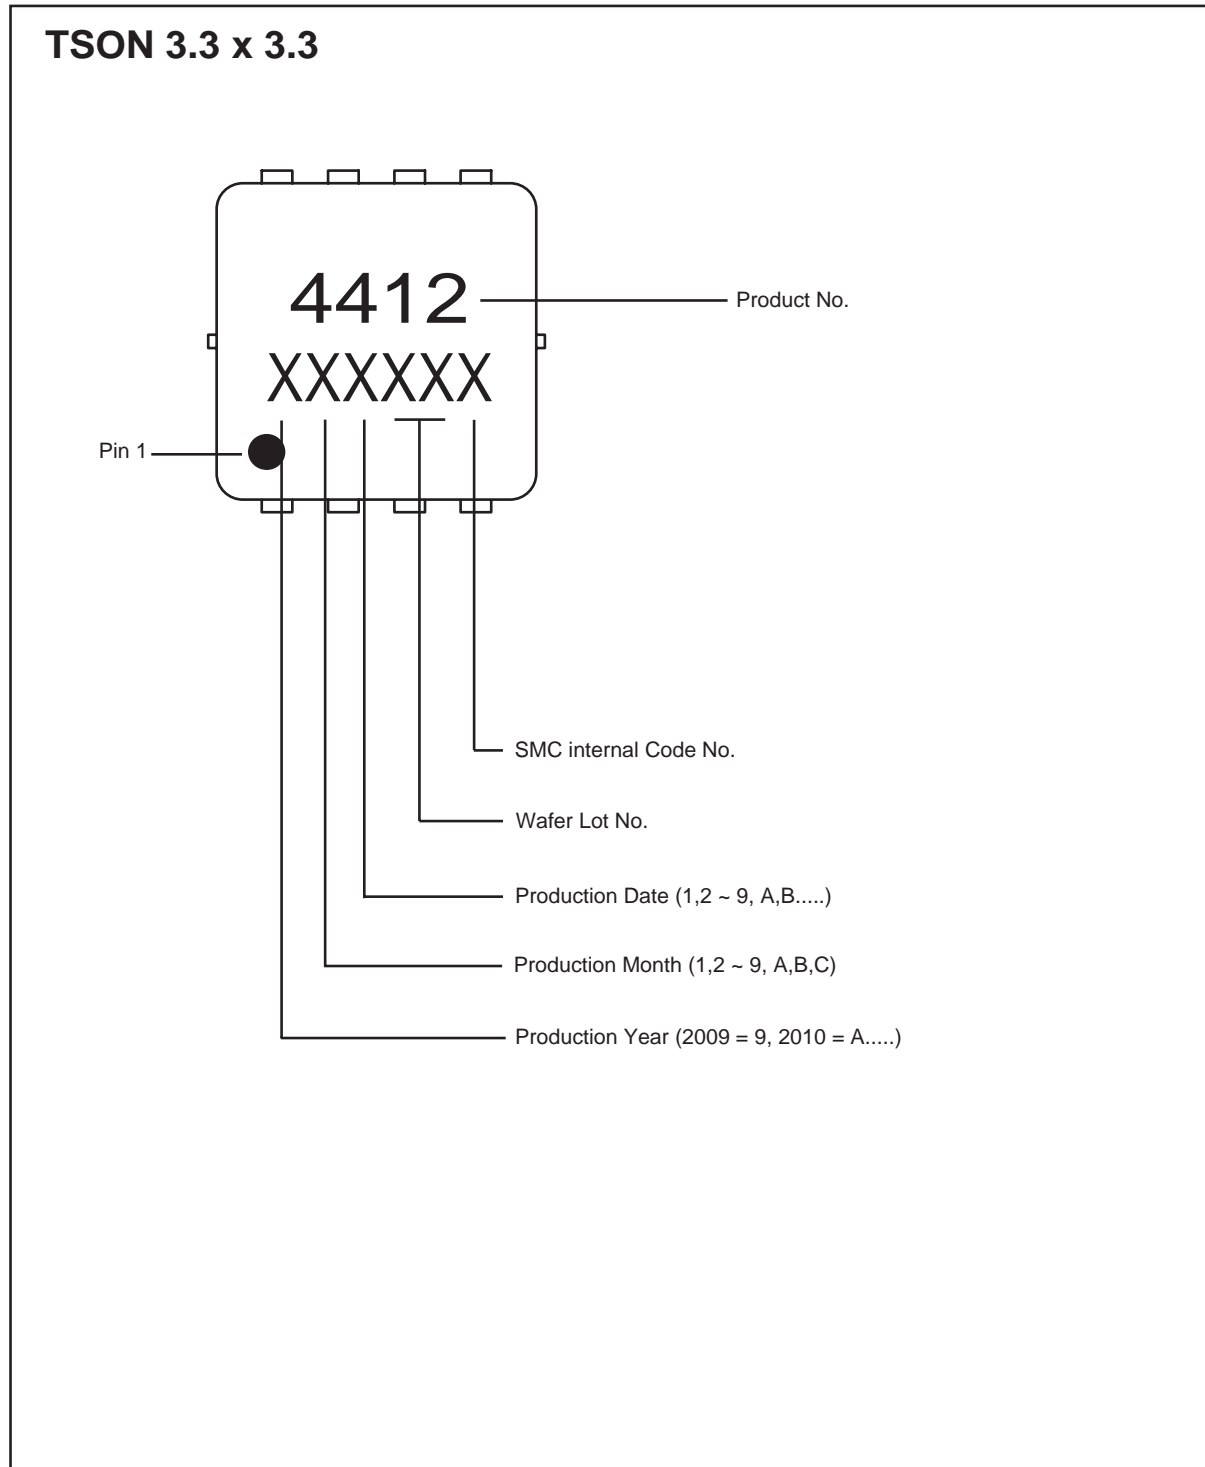 TSON 3.3 x 3.3
4412
Product No.
XXXXXX
Pin 1
SMC internal Code No.
Wafer Lot No.
Production Date (1,2 ~ 9, A,B.....)
Production Month (1,2 ~ 9, A,B,C)
Production Year (2009 = 9, 2010 = A.....)